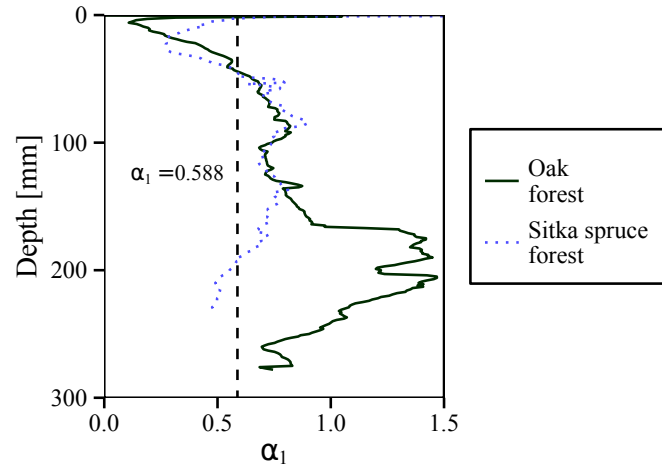 0
100
200
300
Depth [mm]
α1 =0.588
0.0 0.5 1.0 1.5
α1
Oak
forest
Sitka spruce
forest